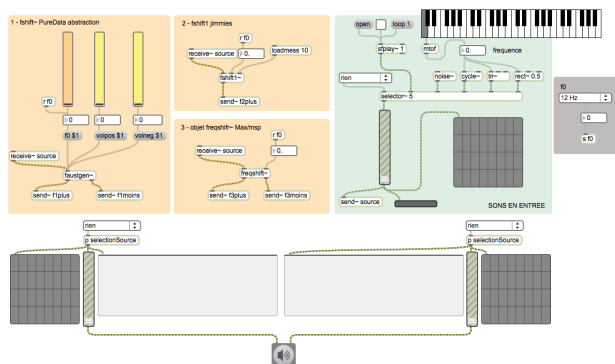 1 - fshift~ PureData abstraction
r f0
0
0
0
f0 $1
volpos $1
volneg $1
receive~ source
faustgen~
send~ f1plus
send~ f1moins
2 - fshift1 jimmies
r f0
receive~ source
0.
loadmess 10
fshift1~
send~ f2plus
3 - objet freqshift~ Max/msp
r f0
receive~ source
0.
freqshift~
send~ f3plus
send~ f3moins
open
loop 1
sfplay~ 1
mtof
0.
frequence
rien
noise~
cycle~
tri~
rect~ 0.5
selector~ 5
send~ source
SONS EN ENTREE
f0
12 Hz
0
s f0
rien
p selectionSource
rien
p selectionSource